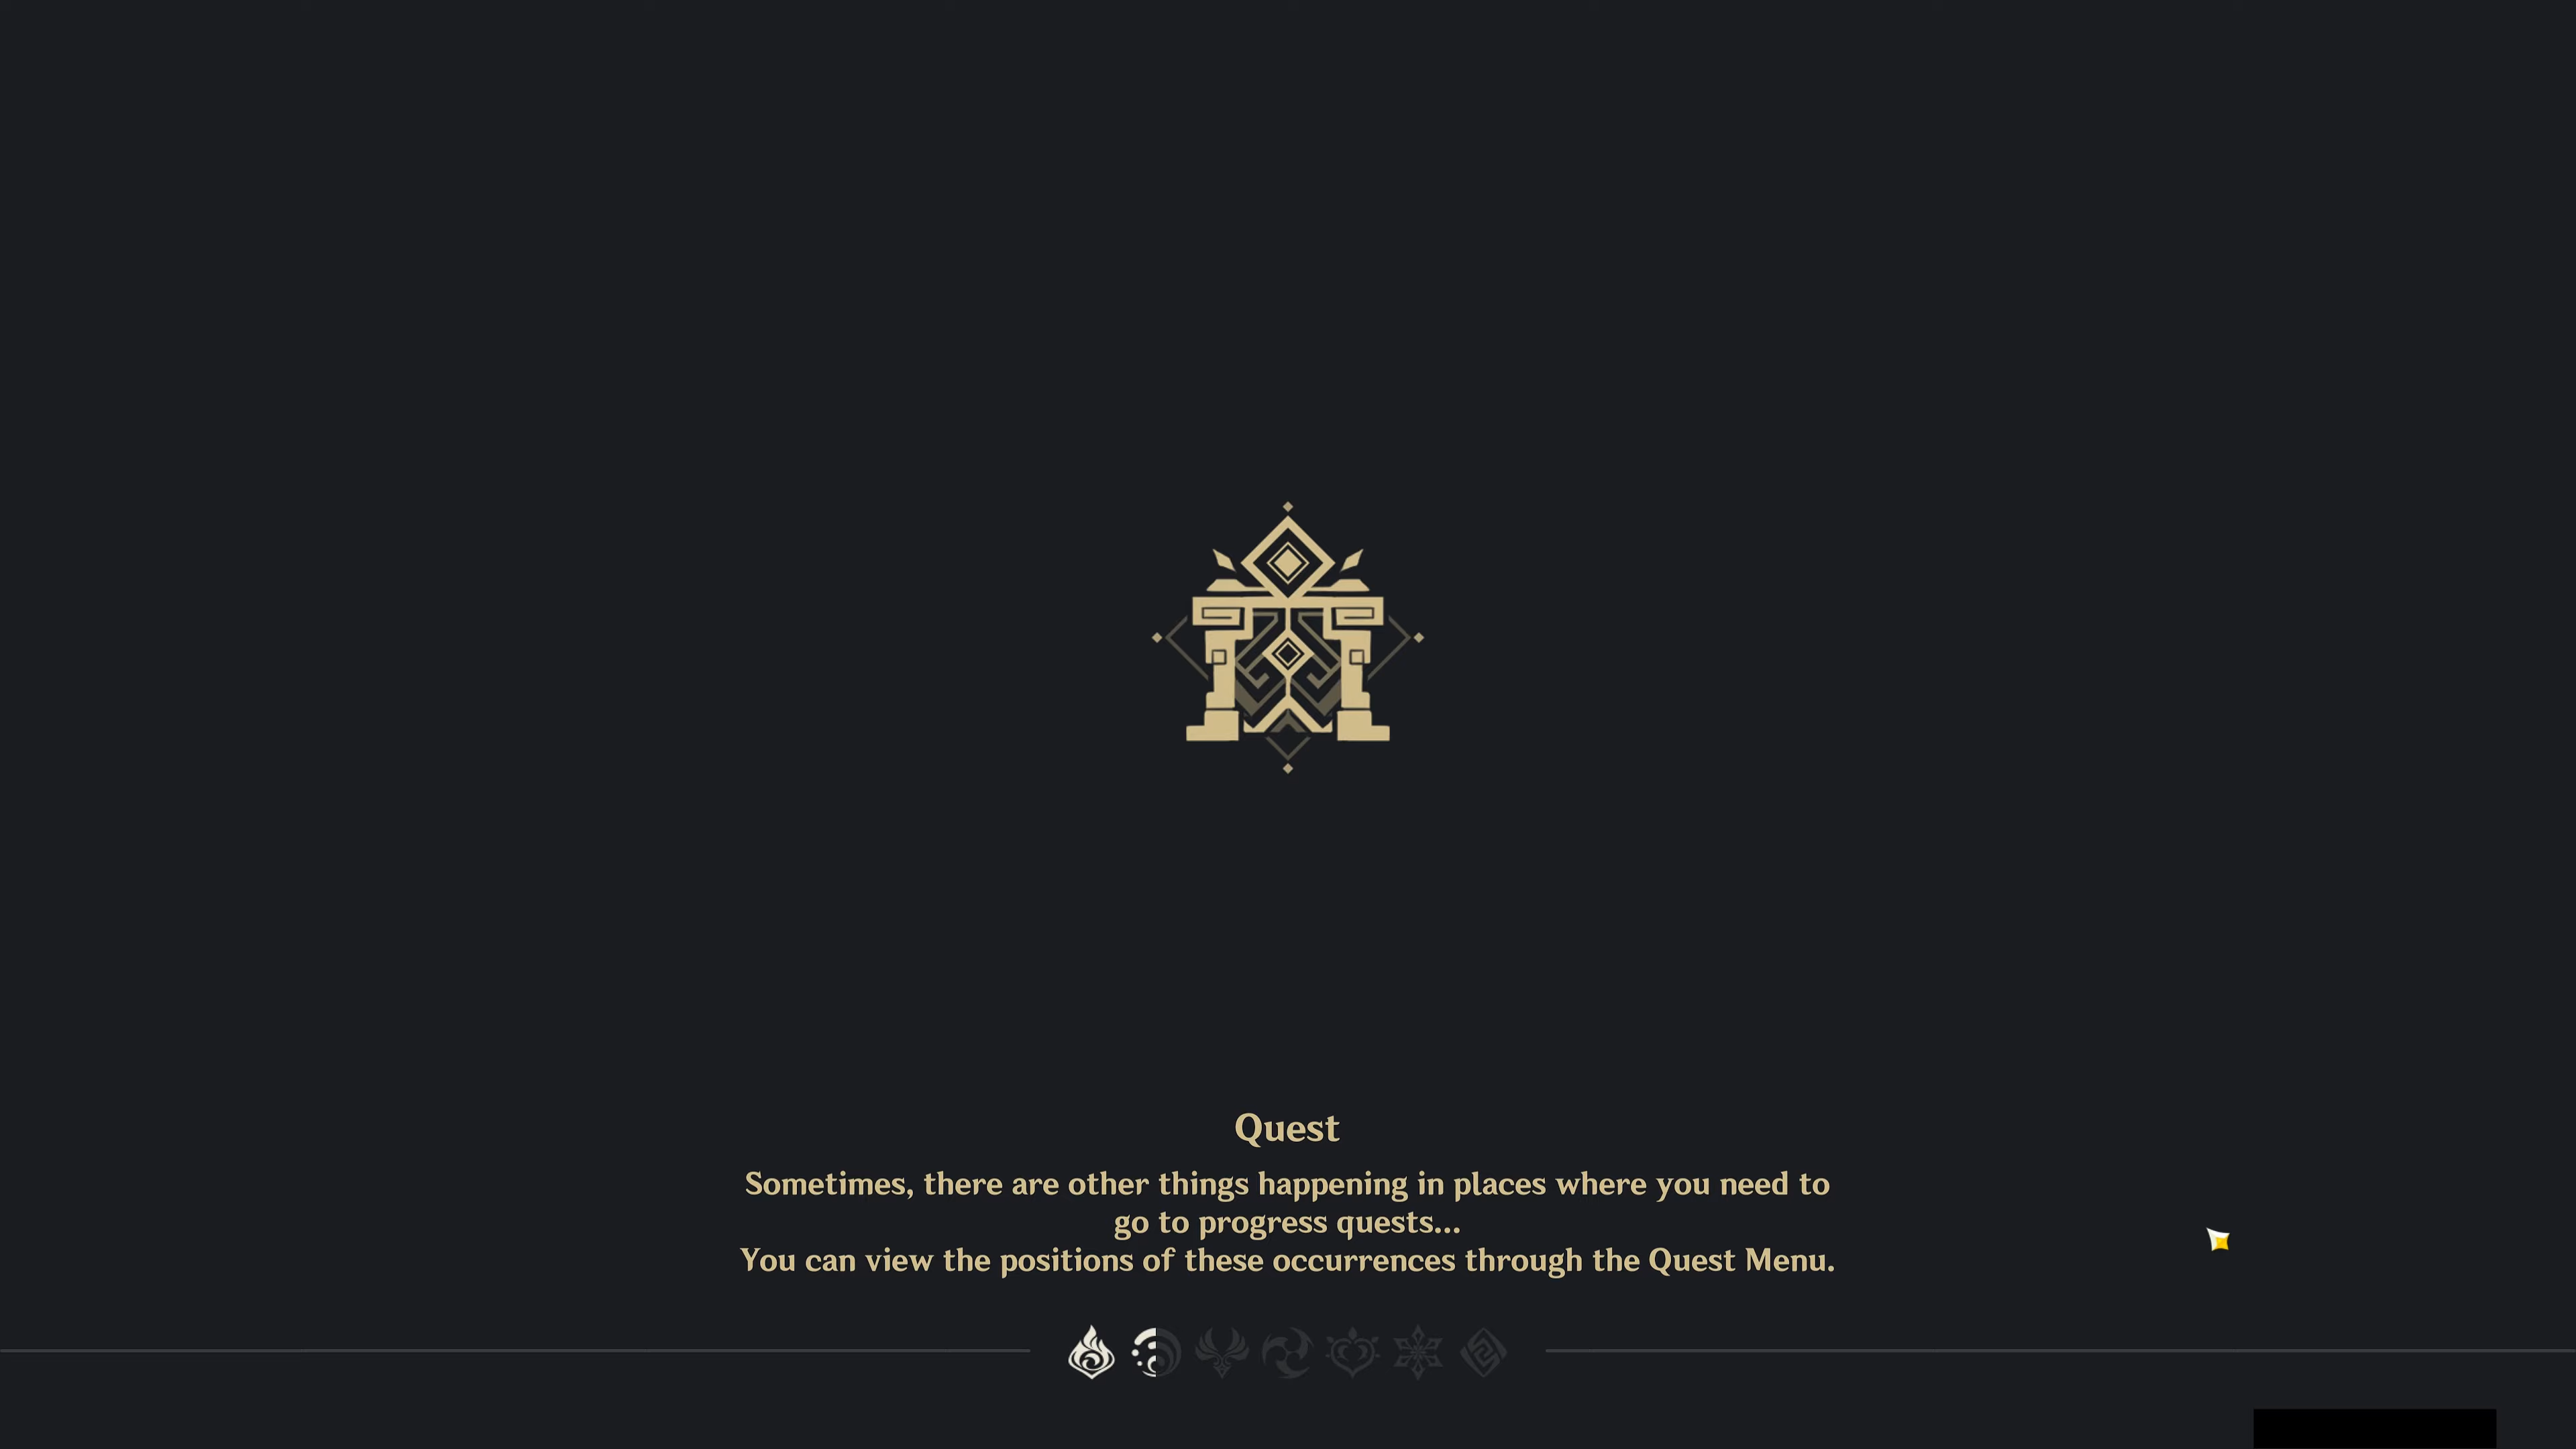 Quest
Sometimes, there are other things happening in places where you need to
go to progress quests...
You can view the positions of these occurrences through the Quest Menu.